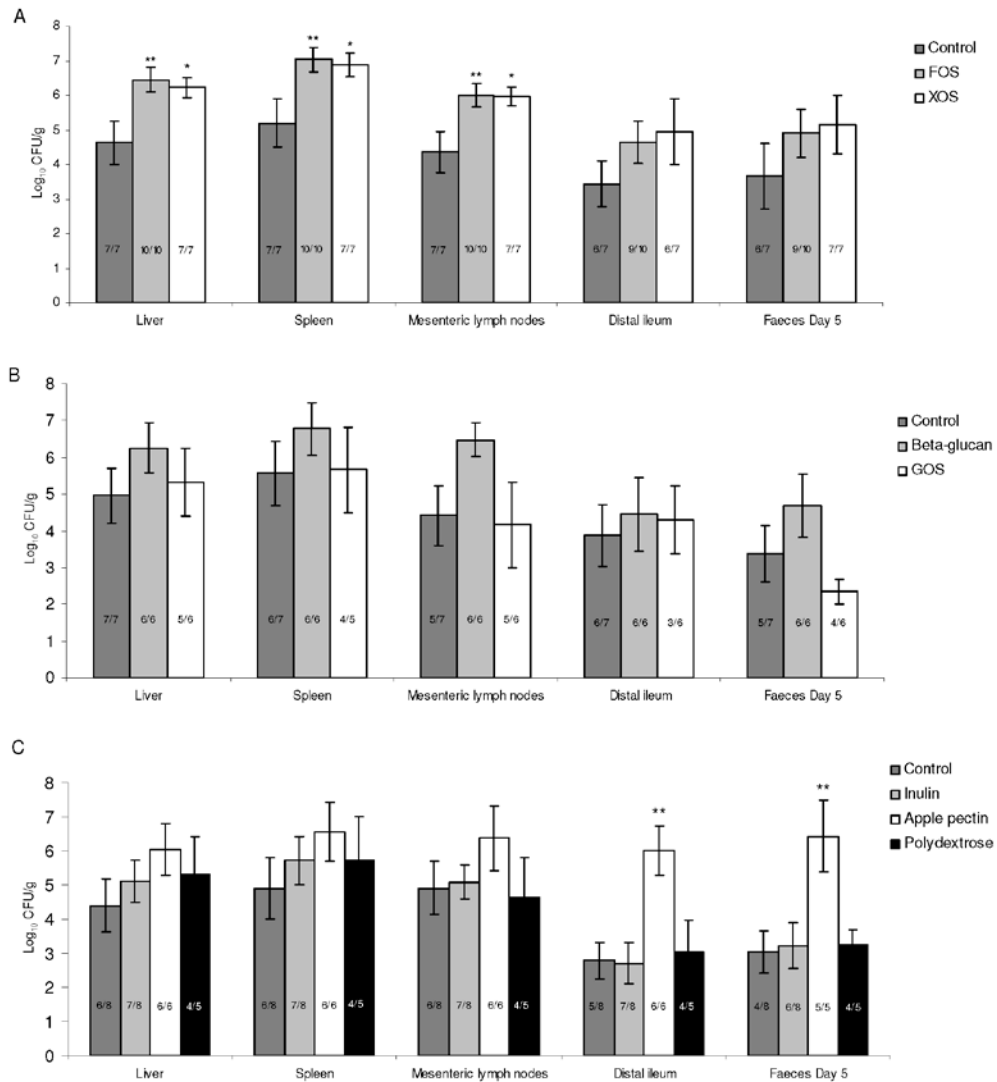 A
Control
FOS
XOS
Log10 CFU/g
8
7
6
5
4
3
2
1
0
** * ** * ** *
7/7 10/10 7/7 7/7 10/10 7/7 7/7 10/10 7/7 6/7 9/10 6/7 6/7 9/10 7/7
Liver Spleen Mesenteric lymph nodes Distal ileum Faeces Day 5
B
Control
Beta-glucan
GOS
Log10 CFU/g
8
7
6
5
4
3
2
1
0
7/7 6/6 5/6 6/7 6/6 4/5 5/7 6/6 5/6 6/7 6/6 3/6 5/7 6/6 4/6
Liver Spleen Mesenteric lymph nodes Distal ileum Faeces Day 5
C
Control
Inulin
Apple pectin
Polydextrose
Log10 CFU/g
8
7
6
5
4
3
2
1
0
** **
6/8 7/8 6/6 4/5 6/8 7/8 6/6 4/5 6/8 7/8 6/6 4/5 5/8 7/8 6/6 4/5 4/8 6/8 5/5 4/5
Liver Spleen Mesenteric lymph nodes Distal ileum Faeces Day 5